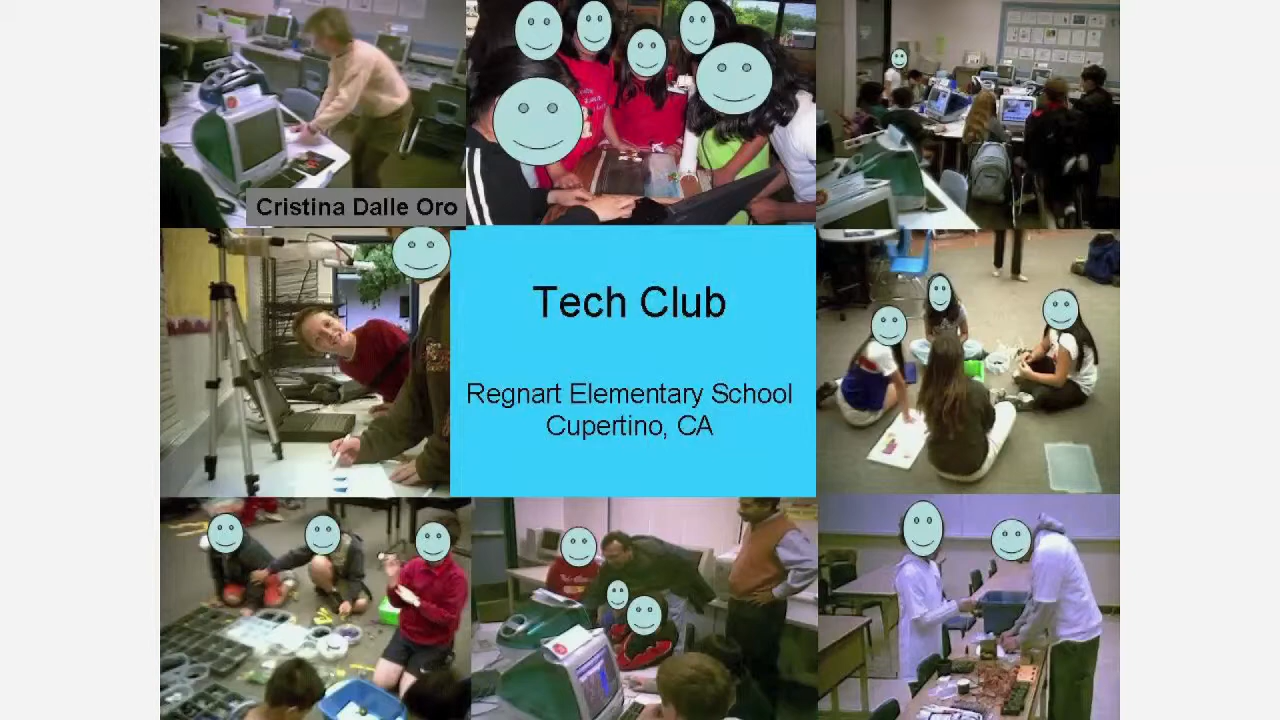 Cristina Dalle Oro
Tech Club
Regnart Elementary School
Cupertino, CA